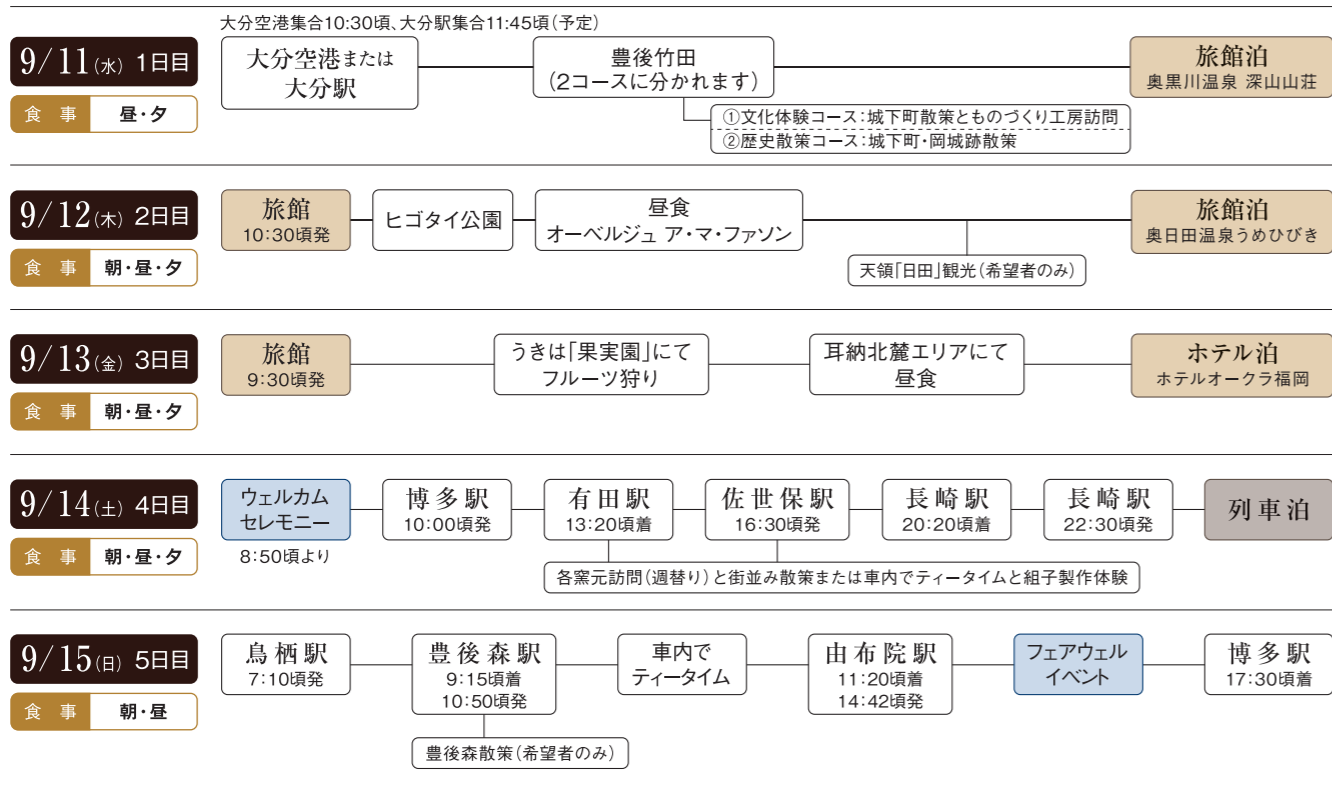 大分空港集合10:30頃、大分駅集合11:45頃(予定)
9/11(水) 1日目
食 事 昼・夕
大分空港または
大分駅
豊後竹田
(2コースに分かれます)
①文化体験コース:城下町散策とものづくり工房訪問
②歴史散策コース:城下町・岡城跡散策
旅館泊
奥黒川温泉 深山山荘
9/12(木) 2日目
食 事 朝・昼・夕
旅館
10:30頃発
ヒゴタイ公園
昼食
オーベルジュ ア・マ・ファソン
天領「日田」観光(希望者のみ)
旅館泊
奥日田温泉うめひびき
9/13(金) 3日目
食 事 朝・昼・夕
旅館
9:30頃発
うきは「果実園」にて
フルーツ狩り
耳納北麓エリアにて
昼食
ホテル泊
ホテルオークラ福岡
9/14(土) 4日目
食 事 朝・昼・夕
ウェルカム
セレモニー
8:50頃より
博多駅
10:00頃発
有田駅
13:20頃着
佐世保駅
16:30頃発
長崎駅
20:20頃着
長崎駅
22:30頃発
列車泊
各窯元訪問(週替り)と街並み散策または車内でティータイムと組子製作体験
9/15(日) 5日目
食 事 朝・昼
鳥栖駅
7:10頃発
豊後森駅
9:15頃着
10:50頃発
豊後森散策(希望者のみ)
車内で
ティータイム
由布院駅
11:20頃着
14:42頃発
フェアウェル
イベント
博多駅
17:30頃着